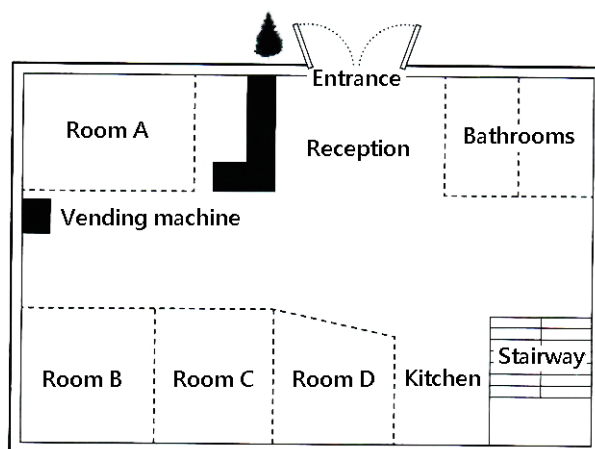 Entrance
Room A
Reception
Bathrooms
Vending machine
Room B
Room C
Room D
Kitchen
Stairway